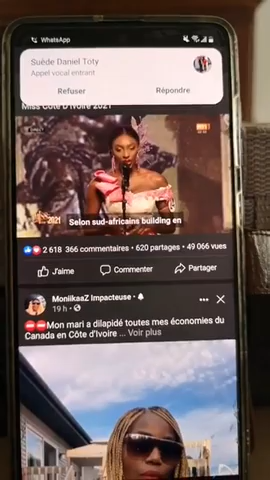 WhatsApp
Suède Daniel Toty
Appel vocal entrant
Refuser
Répondre
Miss Côte D'Ivoire 2021
2021
Selon sud-africains building en
2 618 366 commentaires • 620 partages • 49 066 vues
J'aime
Commenter
Partager
MoniikaaZ Impacteuse •
19 h •
Mon mari a dilapidé toutes mes économies du
Canada en Côte d'Ivoire ... Voir plus